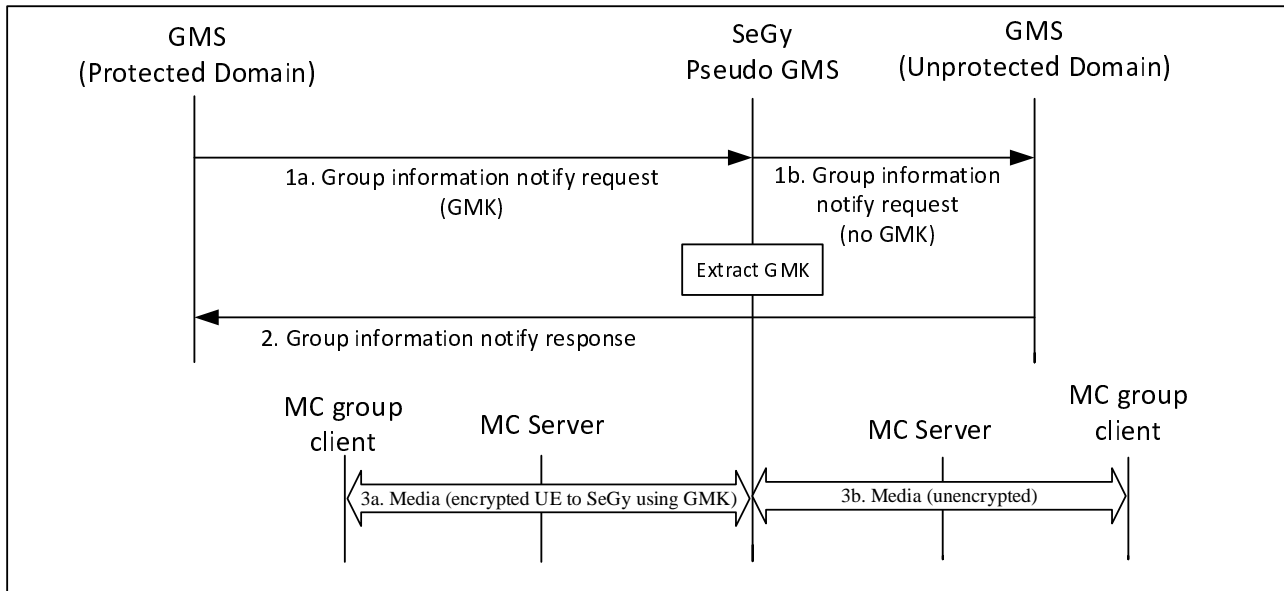 GMS
(Protected Domain)
SeGy
Pseudo GMS
GMS
(Unprotected Domain)
1a. Group information notify request
(GMK)
1b. Group information
notify request
(no GMK)
Extract GMK
2. Group information notify response
MC group
client
MC Server
MC Server
MC group
client
3a. Media (encrypted UE to SeGy using GMK)
3b. Media (unencrypted)